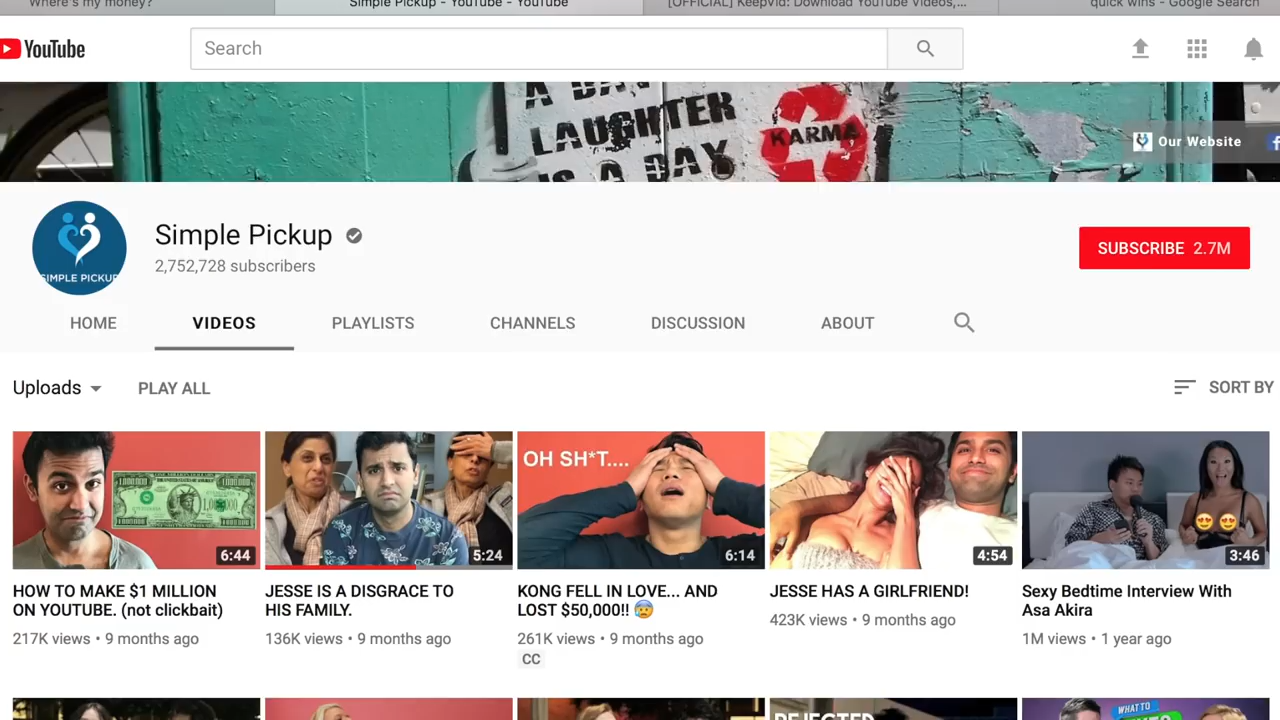 Where's my money?
Simple Pickup - YouTube - YouTube
[OFFICIAL] KeepVid: Download YouTube Videos,...
quick wins - Google Search
YouTube
Search
A DAY
LAUGHTER
IS A DAY
KARMA
Our Website
SIMPLE PICKUP
Simple Pickup
2,752,728 subscribers
SUBSCRIBE 2.7M
HOME
VIDEOS
PLAYLISTS
CHANNELS
DISCUSSION
ABOUT
Uploads
PLAY ALL
SORT BY
1000000
6:44
5:24
OH SH*T....
6:14
4:54
3:46
HOW TO MAKE $1 MILLION
ON YOUTUBE. (not clickbait)
217K views • 9 months ago
JESSE IS A DISGRACE TO
HIS FAMILY.
136K views • 9 months ago
KONG FELL IN LOVE... AND
LOST $50,000!! 😰
261K views • 9 months ago
CC
JESSE HAS A GIRLFRIEND!
423K views • 9 months ago
Sexy Bedtime Interview With
Asa Akira
1M views • 1 year ago
REJECTED
WHAT TO